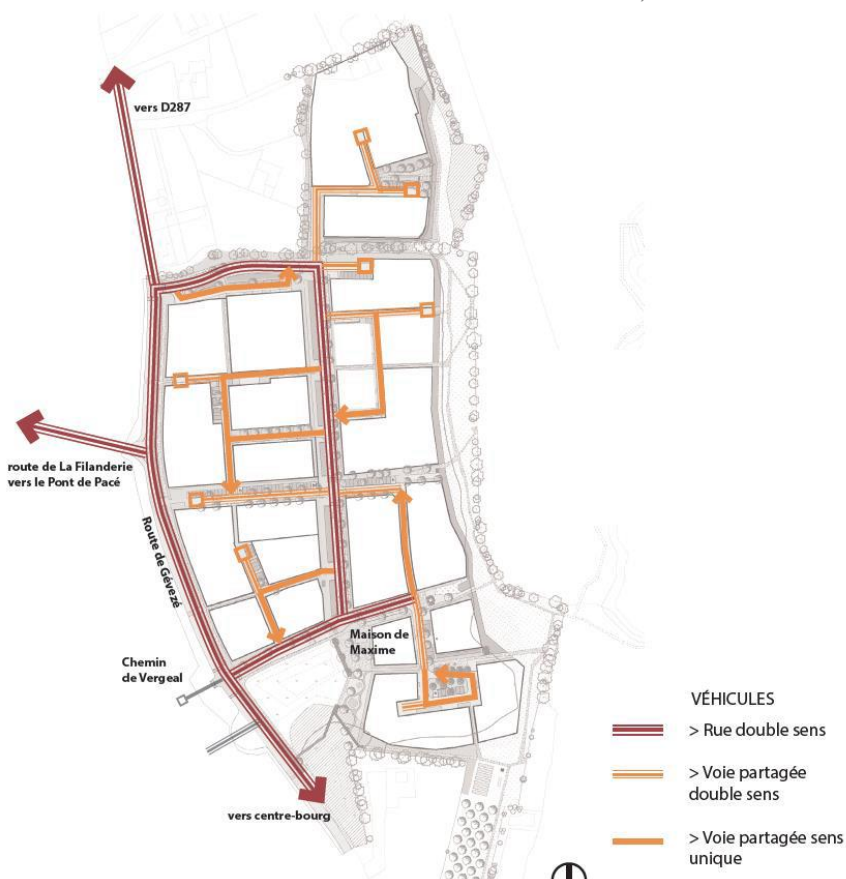 vers D287
route de La Filanderie
vers le Pont de Pacé
Route de Gévezé
Maison de
Maxime
Chemin
de Vergeal
vers centre-bourg
VÉHICULES
> Rue double sens
> Voie partagée
double sens
> Voie partagée sens
unique